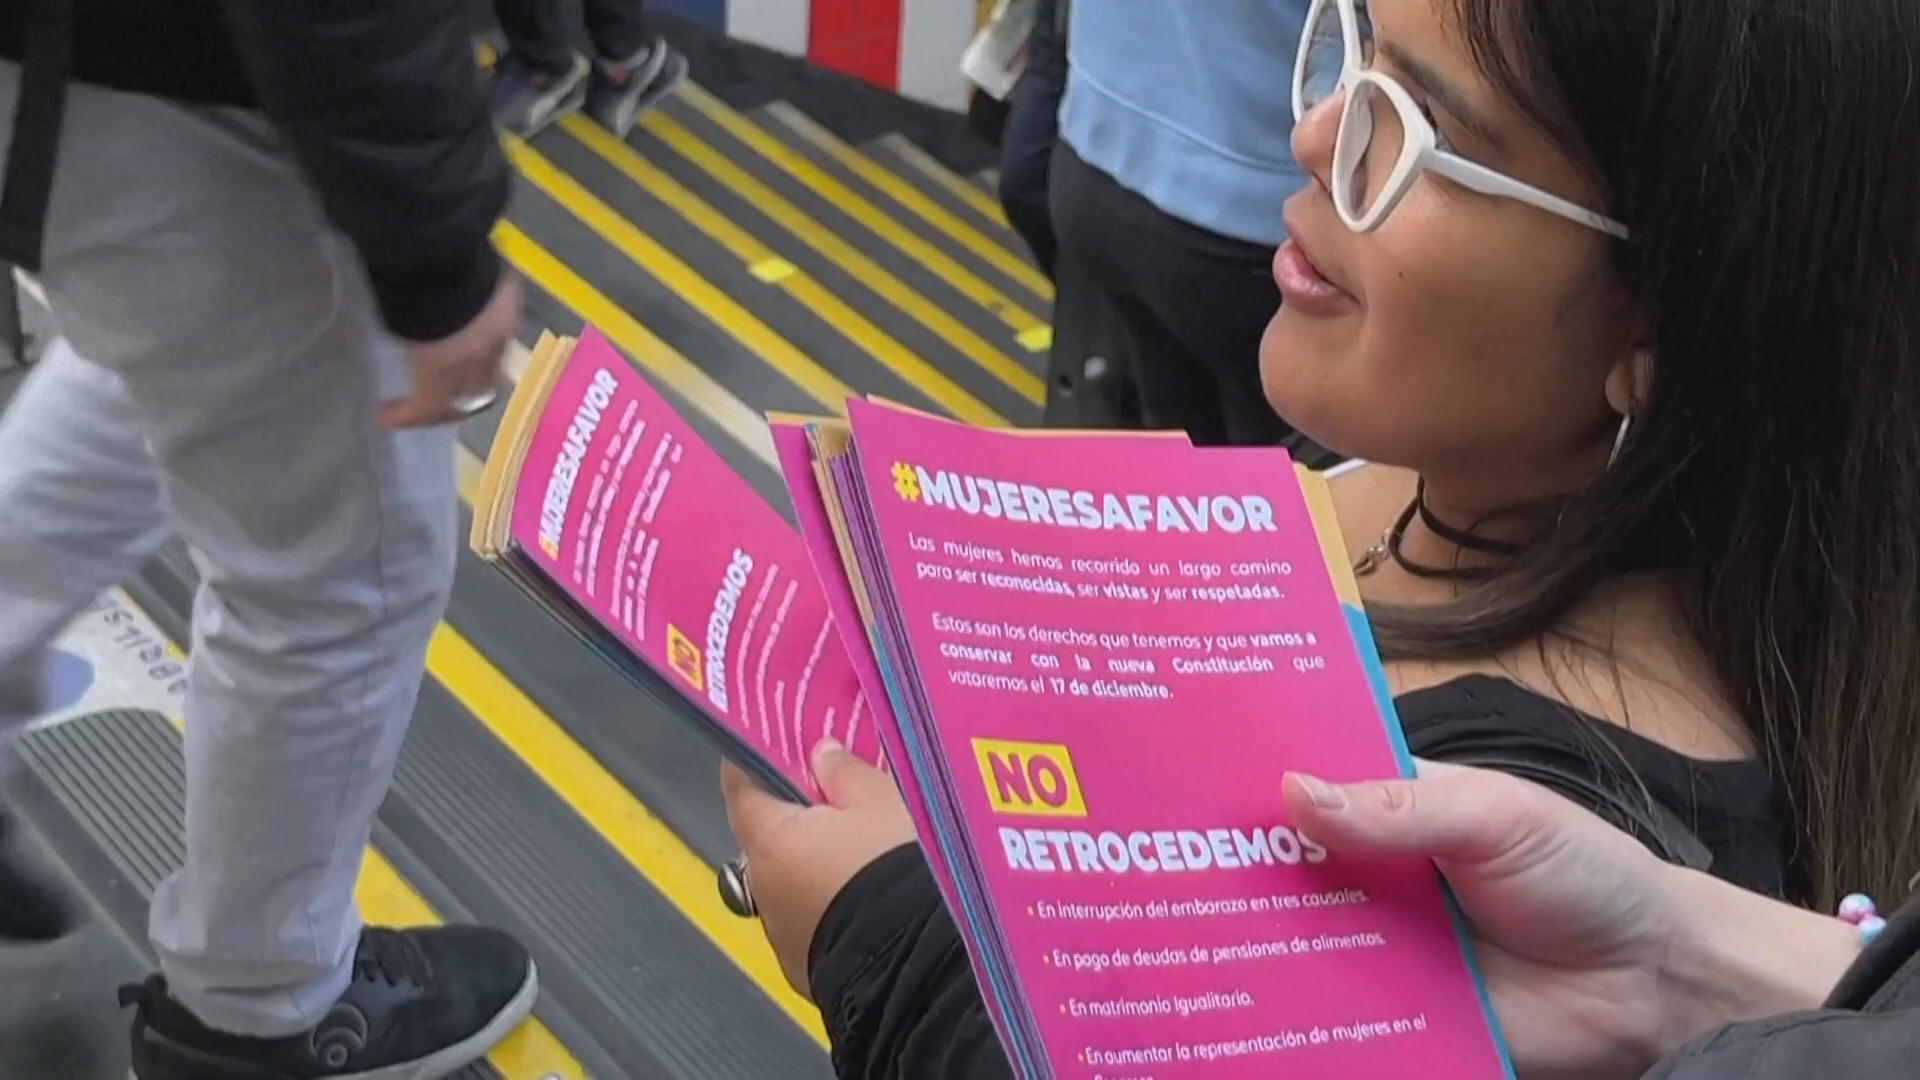 #MUJERESAFAVOR
Las mujeres hemos recorrido un largo camino
para ser reconocidas, ser vistas y ser respetadas.
Estos son los derechos que tenemos y que vamos a
conservar con la nueva Constitución que
votaremos el 17 de diciembre.
NO
RETROCEDEMOS
• En interrupción del embarazo en tres causales.
• En pago de deudas de pensiones de alimentos.
• En matrimonio Igualitario.
• En aumentar la representación de mujeres en el
#MUJERESAFAVOR
NO
RETROCEDEMOS